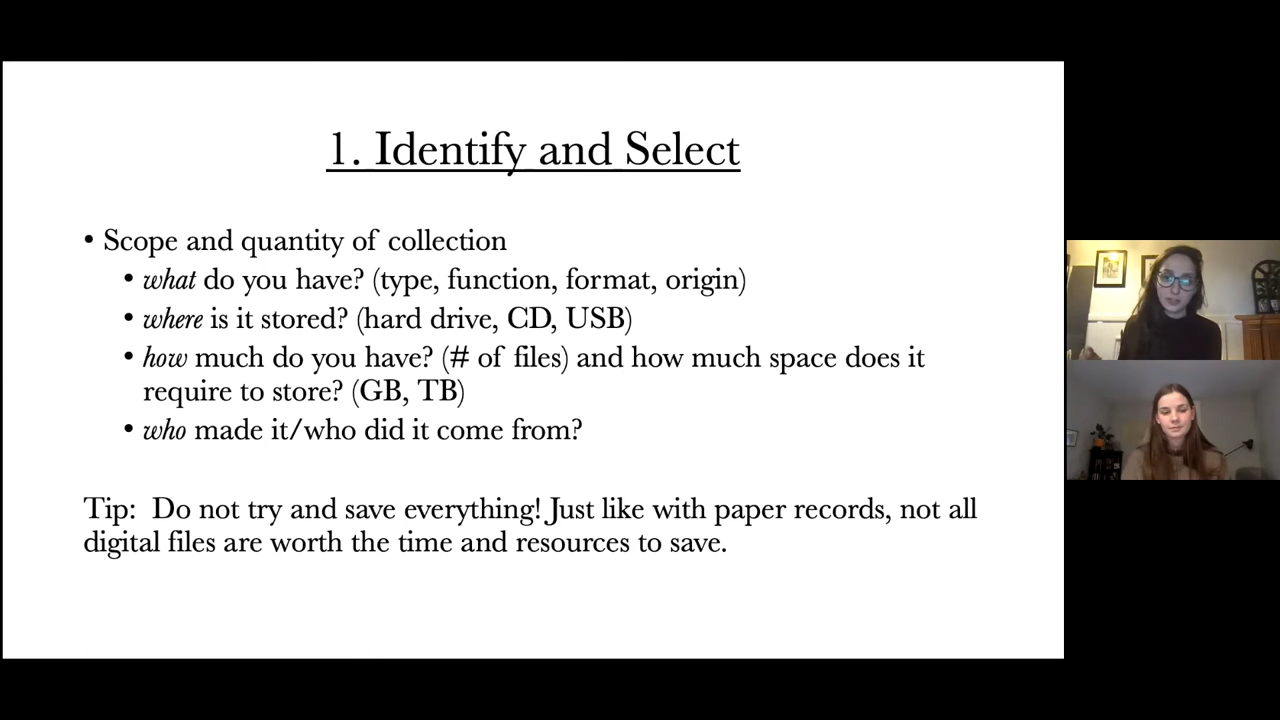 1. Identify and Select
• Scope and quantity of collection
• what do you have? (type, function, format, origin)
• where is it stored? (hard drive, CD, USB)
• how much do you have? (# of files) and how much space does it
require to store? (GB, TB)
• who made it/who did it come from?
Tip:  Do not try and save everything! Just like with paper records, not all
digital files are worth the time and resources to save.